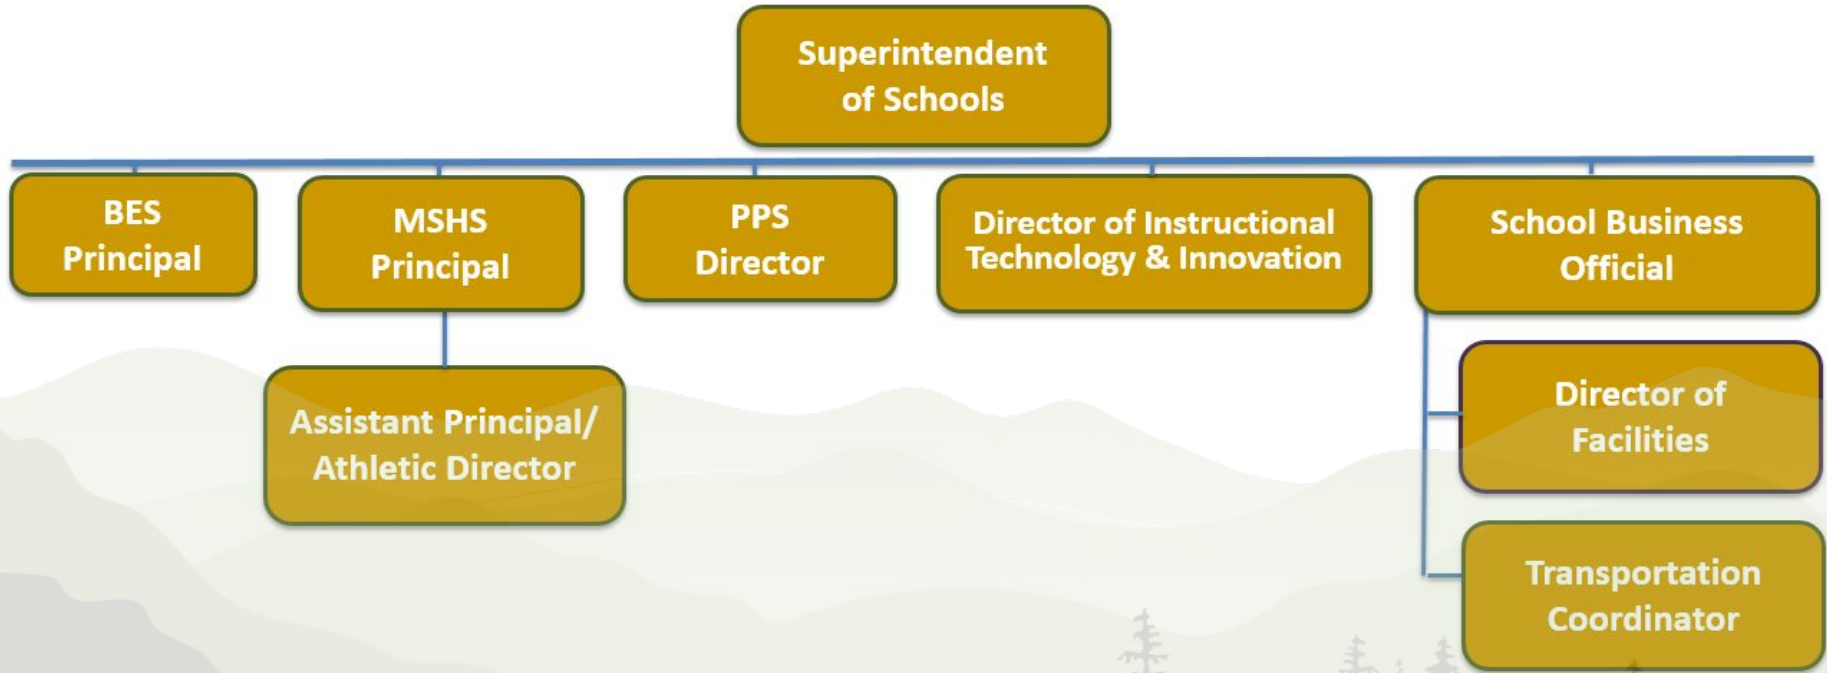 Superintendent
of Schools
BES
Principal
MSHS
Principal
PPS
Director
Director of Instructional
Technology & Innovation
School Business
Official
Assistant Principal/
Athletic Director
Director of
Facilities
Transportation
Coordinator